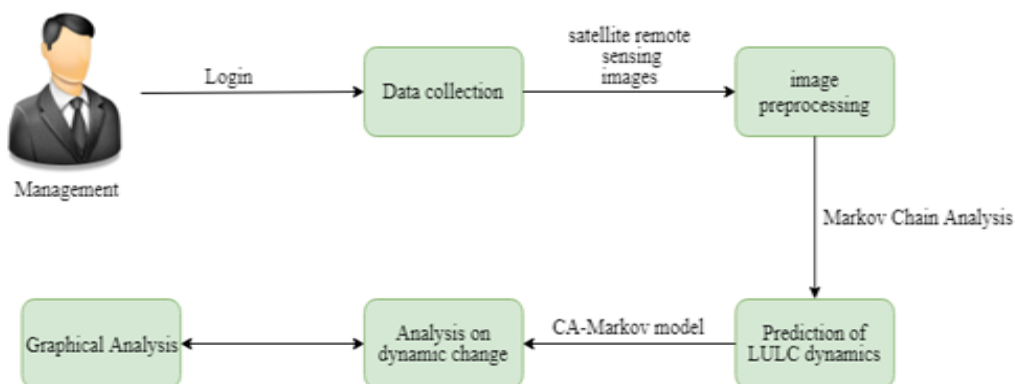 Management
Login
Data collection
satellite remote
sensing
images
image
preprocessing
Markov Chain Analysis
Prediction of
LULC dynamics
CA-Markov model
Analysis on
dynamic change
Graphical Analysis